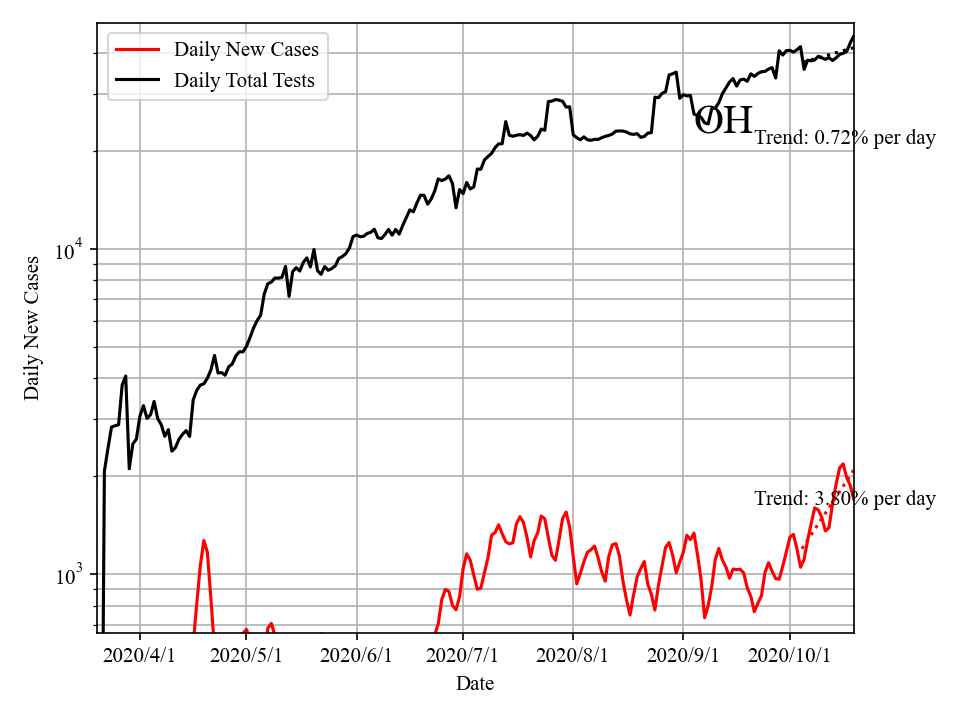 Daily New Cases
Daily Total Tests
OH
Trend: 0.72% per day
Trend: 3.80% per day
10^4
10^3
Daily New Cases
2020/4/1 2020/5/1 2020/6/1 2020/7/1 2020/8/1 2020/9/1 2020/10/1
Date